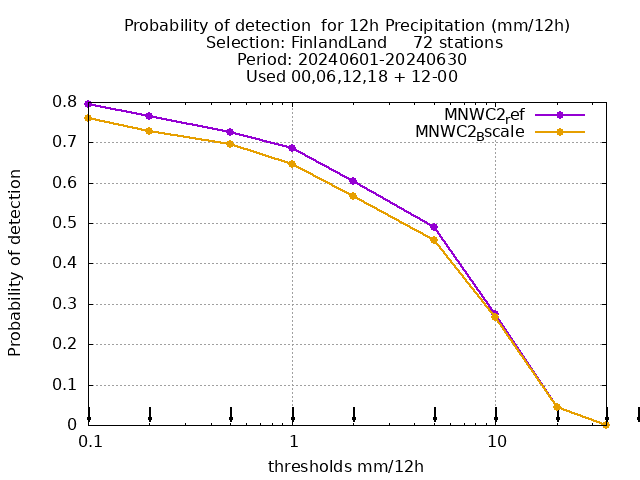 Probability of detection  for 12h Precipitation (mm/12h)
Selection: FinlandLand     72 stations
Period: 20240601-20240630
Used 00,06,12,18 + 12-00
MNWC2ref
MNWC2Bscale
0.8
0.7
0.6
0.5
0.4
0.3
0.2
0.1
0
Probability of detection
0.1 1 10
thresholds mm/12h